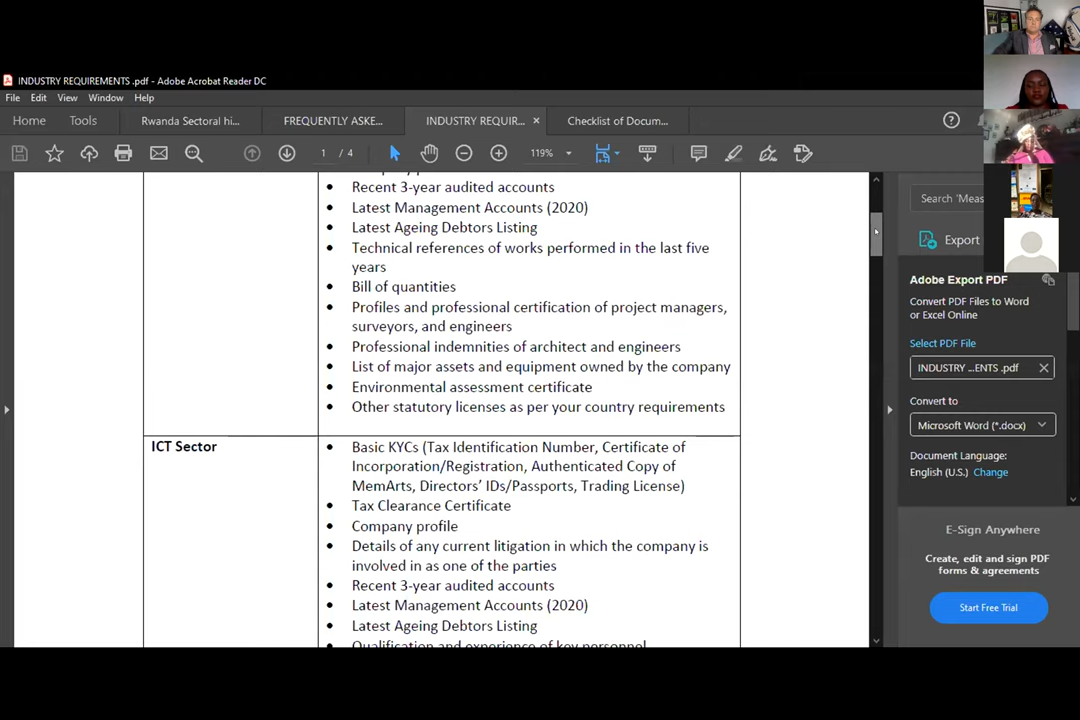 INDUSTRY REQUIREMENTS .pdf - Adobe Acrobat Reader DC
File Edit View Window Help
Home Tools Rwanda Sectoral hi... FREQUENTLY ASKE... INDUSTRY REQUIR... Checklist of Docum...
1 / 4 119%
Recent 3-year audited accounts
Latest Management Accounts (2020)
Latest Ageing Debtors Listing
Technical references of works performed in the last five
years
Bill of quantities
Profiles and professional certification of project managers,
surveyors, and engineers
Professional indemnities of architect and engineers
List of major assets and equipment owned by the company
Environmental assessment certificate
Other statutory licenses as per your country requirements
ICT Sector
Basic KYCs (Tax Identification Number, Certificate of
Incorporation/Registration, Authenticated Copy of
MemArts, Directors' IDs/Passports, Trading License)
Tax Clearance Certificate
Company profile
Details of any current litigation in which the company is
involved in as one of the parties
Recent 3-year audited accounts
Latest Management Accounts (2020)
Latest Ageing Debtors Listing
Qualification and experience of key personnel
Search 'Meas
Export
Adobe Export PDF
Convert PDF Files to Word
or Excel Online
Select PDF File
INDUSTRY ...ENTS .pdf
Convert to
Microsoft Word (*.docx)
Document Language:
English (U.S.) Change
E-Sign Anywhere
Create, edit and sign PDF
forms & agreements
Start Free Trial